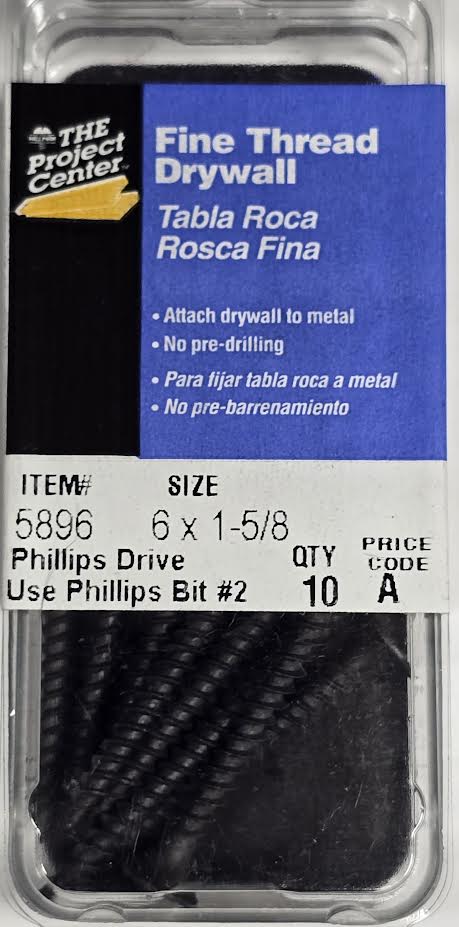 THE
Project
Center™
Fine Thread
Drywall
Tabla Roca
Rosca Fina
• Attach drywall to metal
• No pre-drilling
• Para fijar tabla roca a metal
• No pre-barrenamiento
ITEM# SIZE
5896 6 x 1-5/8
Phillips Drive QTY PRICE CODE
Use Phillips Bit #2 10 A